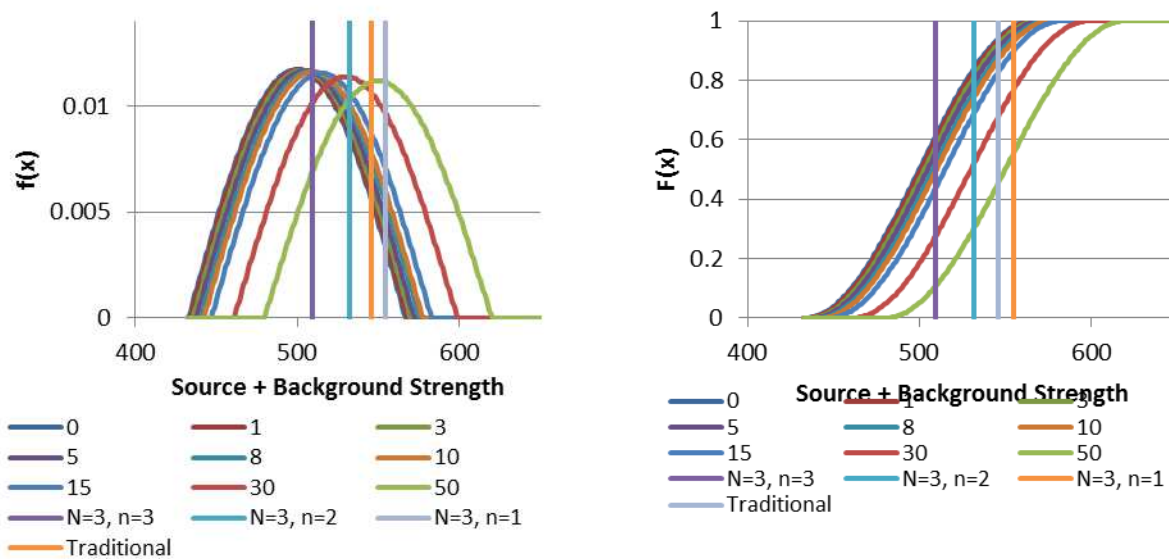 f(x)
0.01
0.005
0
400 500 600
Source + Background Strength
0 1 3
5 8 10
15 30 50
N=3, n=3 N=3, n=2 N=3, n=1
Traditional
F(x)
1
0.8
0.6
0.4
0.2
0
400 500 600
Source + Background Strength
0 1 3
5 8 10
15 30 50
N=3, n=3 N=3, n=2 N=3, n=1
Traditional